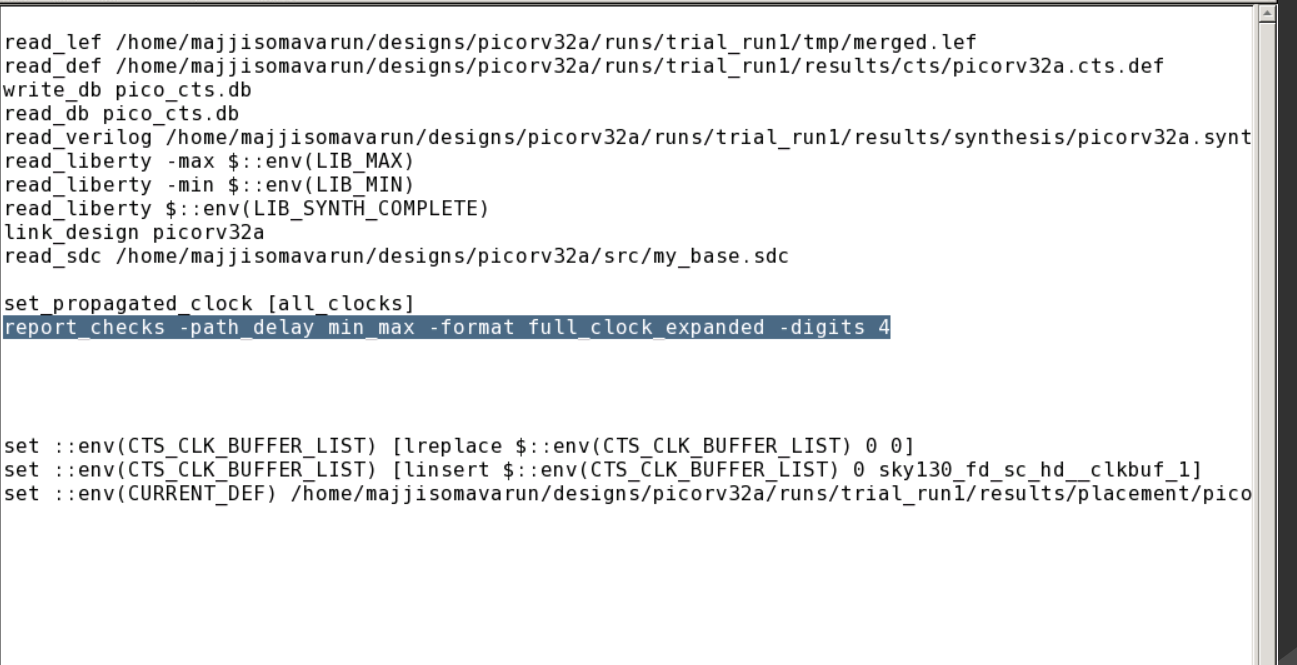 read_lef /home/majjisomavarun/designs/picorv32a/runs/trial_run1/tmp/merged.lef
read_def /home/majjisomavarun/designs/picorv32a/runs/trial_run1/results/cts/picorv32a.cts.def
write_db pico_cts.db
read_db pico_cts.db
read_verilog /home/majjisomavarun/designs/picorv32a/runs/trial_run1/results/synthesis/picorv32a.synt
read_liberty -max $::env(LIB_MAX)
read_liberty -min $::env(LIB_MIN)
read_liberty $::env(LIB_SYNTH_COMPLETE)
link_design picorv32a
read_sdc /home/majjisomavarun/designs/picorv32a/src/my_base.sdc
set_propagated_clock [all_clocks]
report_checks -path_delay min_max -format full_clock_expanded -digits 4
set ::env(CTS_CLK_BUFFER_LIST) [lreplace $::env(CTS_CLK_BUFFER_LIST) 0 0]
set ::env(CTS_CLK_BUFFER_LIST) [linsert $::env(CTS_CLK_BUFFER_LIST) 0 sky130_fd_sc_hd__clkbuf_1]
set ::env(CURRENT_DEF) /home/majjisomavarun/designs/picorv32a/runs/trial_run1/results/placement/pico